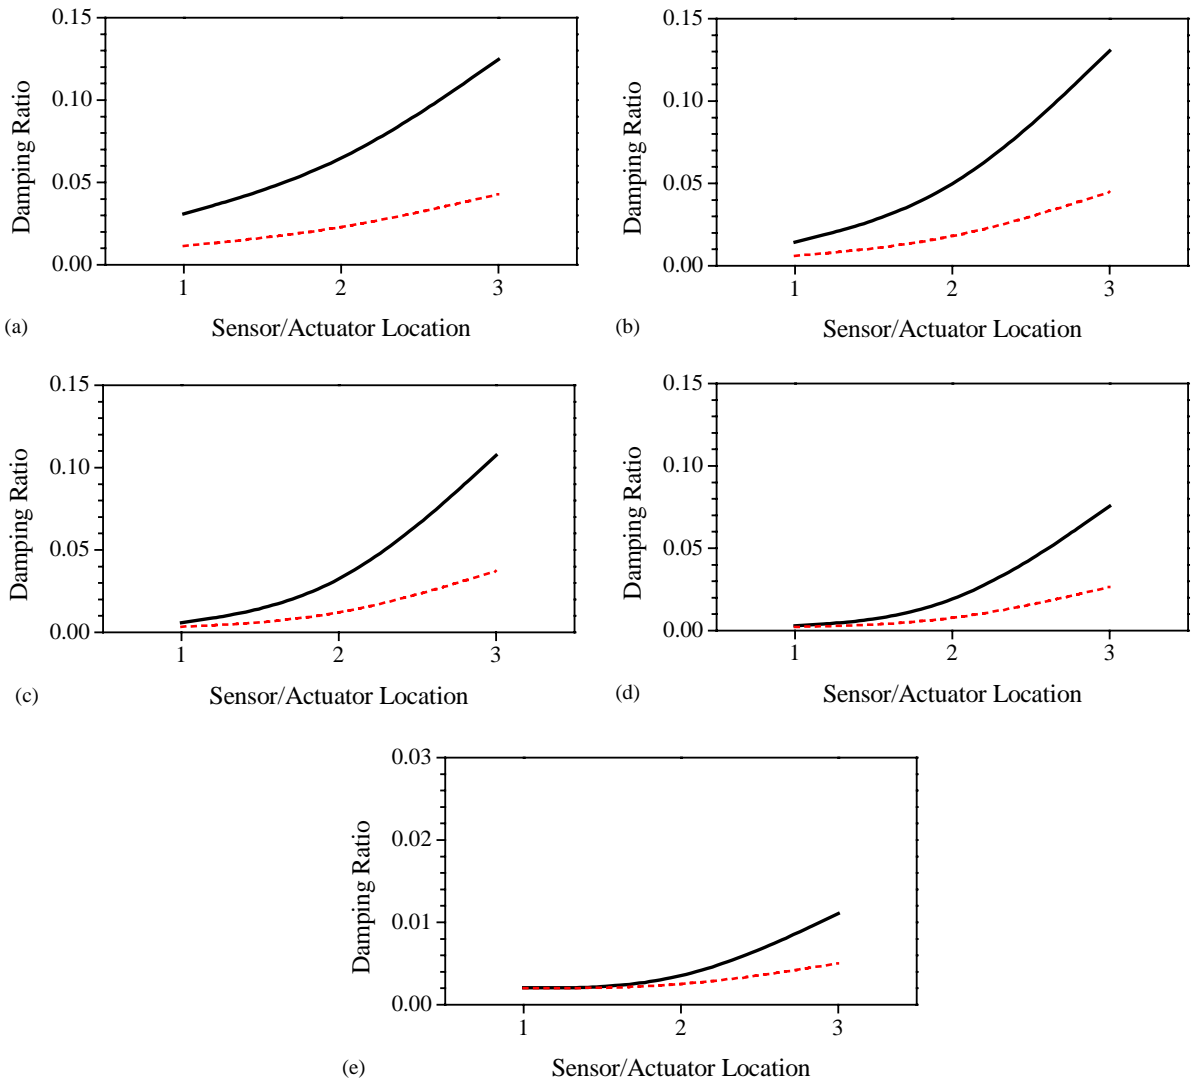 0.15
0.10
0.05
0.00
Damping Ratio
1 2 3
Sensor/Actuator Location
(a)
0.15
0.10
0.05
0.00
Damping Ratio
1 2 3
Sensor/Actuator Location
(b)
0.15
0.10
0.05
0.00
Damping Ratio
1 2 3
Sensor/Actuator Location
(c)
0.15
0.10
0.05
0.00
Damping Ratio
1 2 3
Sensor/Actuator Location
(d)
0.03
0.02
0.01
0.00
Damping Ratio
1 2 3
Sensor/Actuator Location
(e)